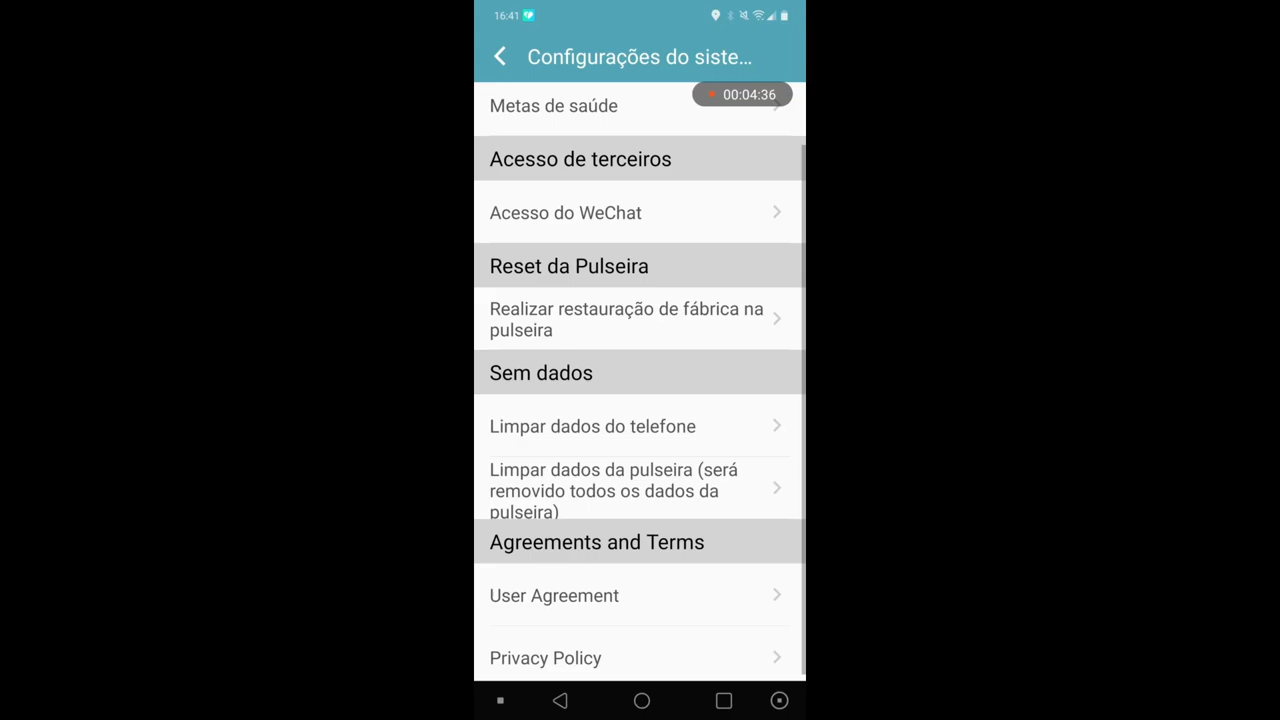 16:41
Configurações do siste…
00:04:36
Metas de saúde
Acesso de terceiros
Acesso do WeChat
Reset da Pulseira
Realizar restauração de fábrica na
pulseira
Sem dados
Limpar dados do telefone
Limpar dados da pulseira (será
removido todos os dados da
pulseira)
Agreements and Terms
User Agreement
Privacy Policy